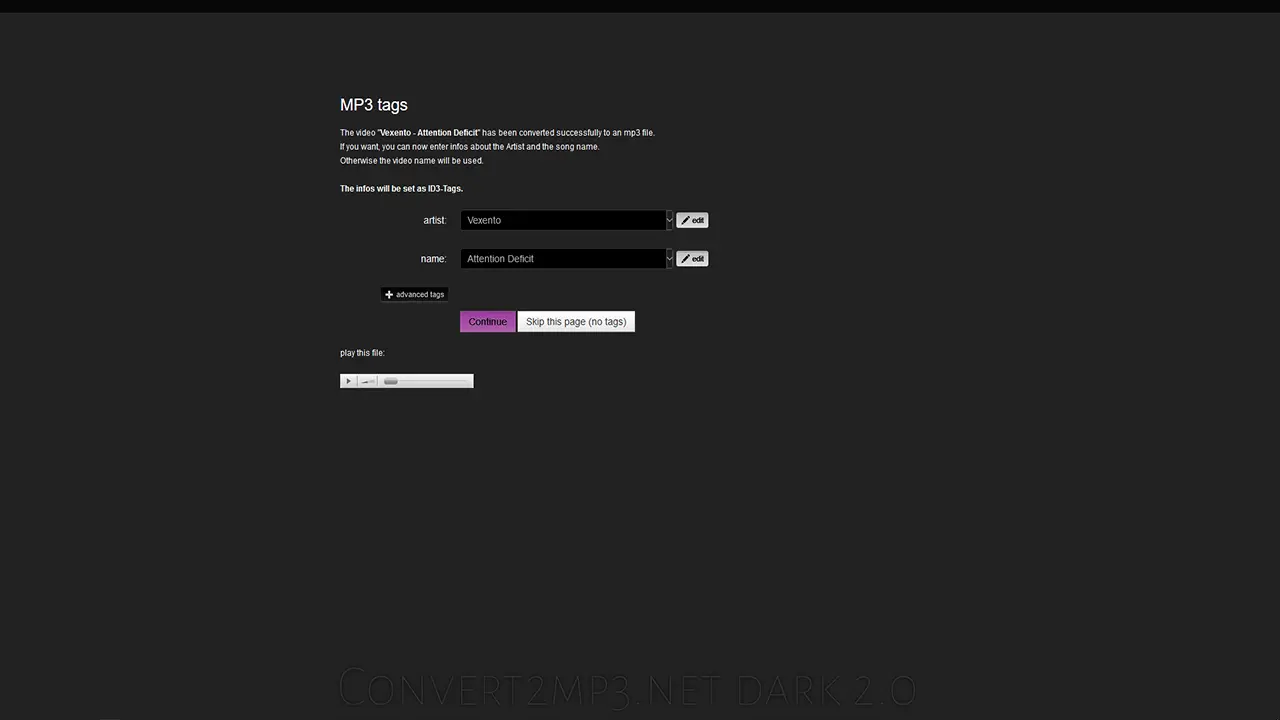 MP3 tags
The video "Vexento - Attention Deficit" has been converted successfully to an mp3 file.
If you want, you can now enter infos about the Artist and the song name.
Otherwise the video name will be used.
The infos will be set as ID3-Tags.
artist: Vexento edit
name: Attention Deficit edit
advanced tags
Continue Skip this page (no tags)
play this file:
Convert2mp3.net dark 2.0